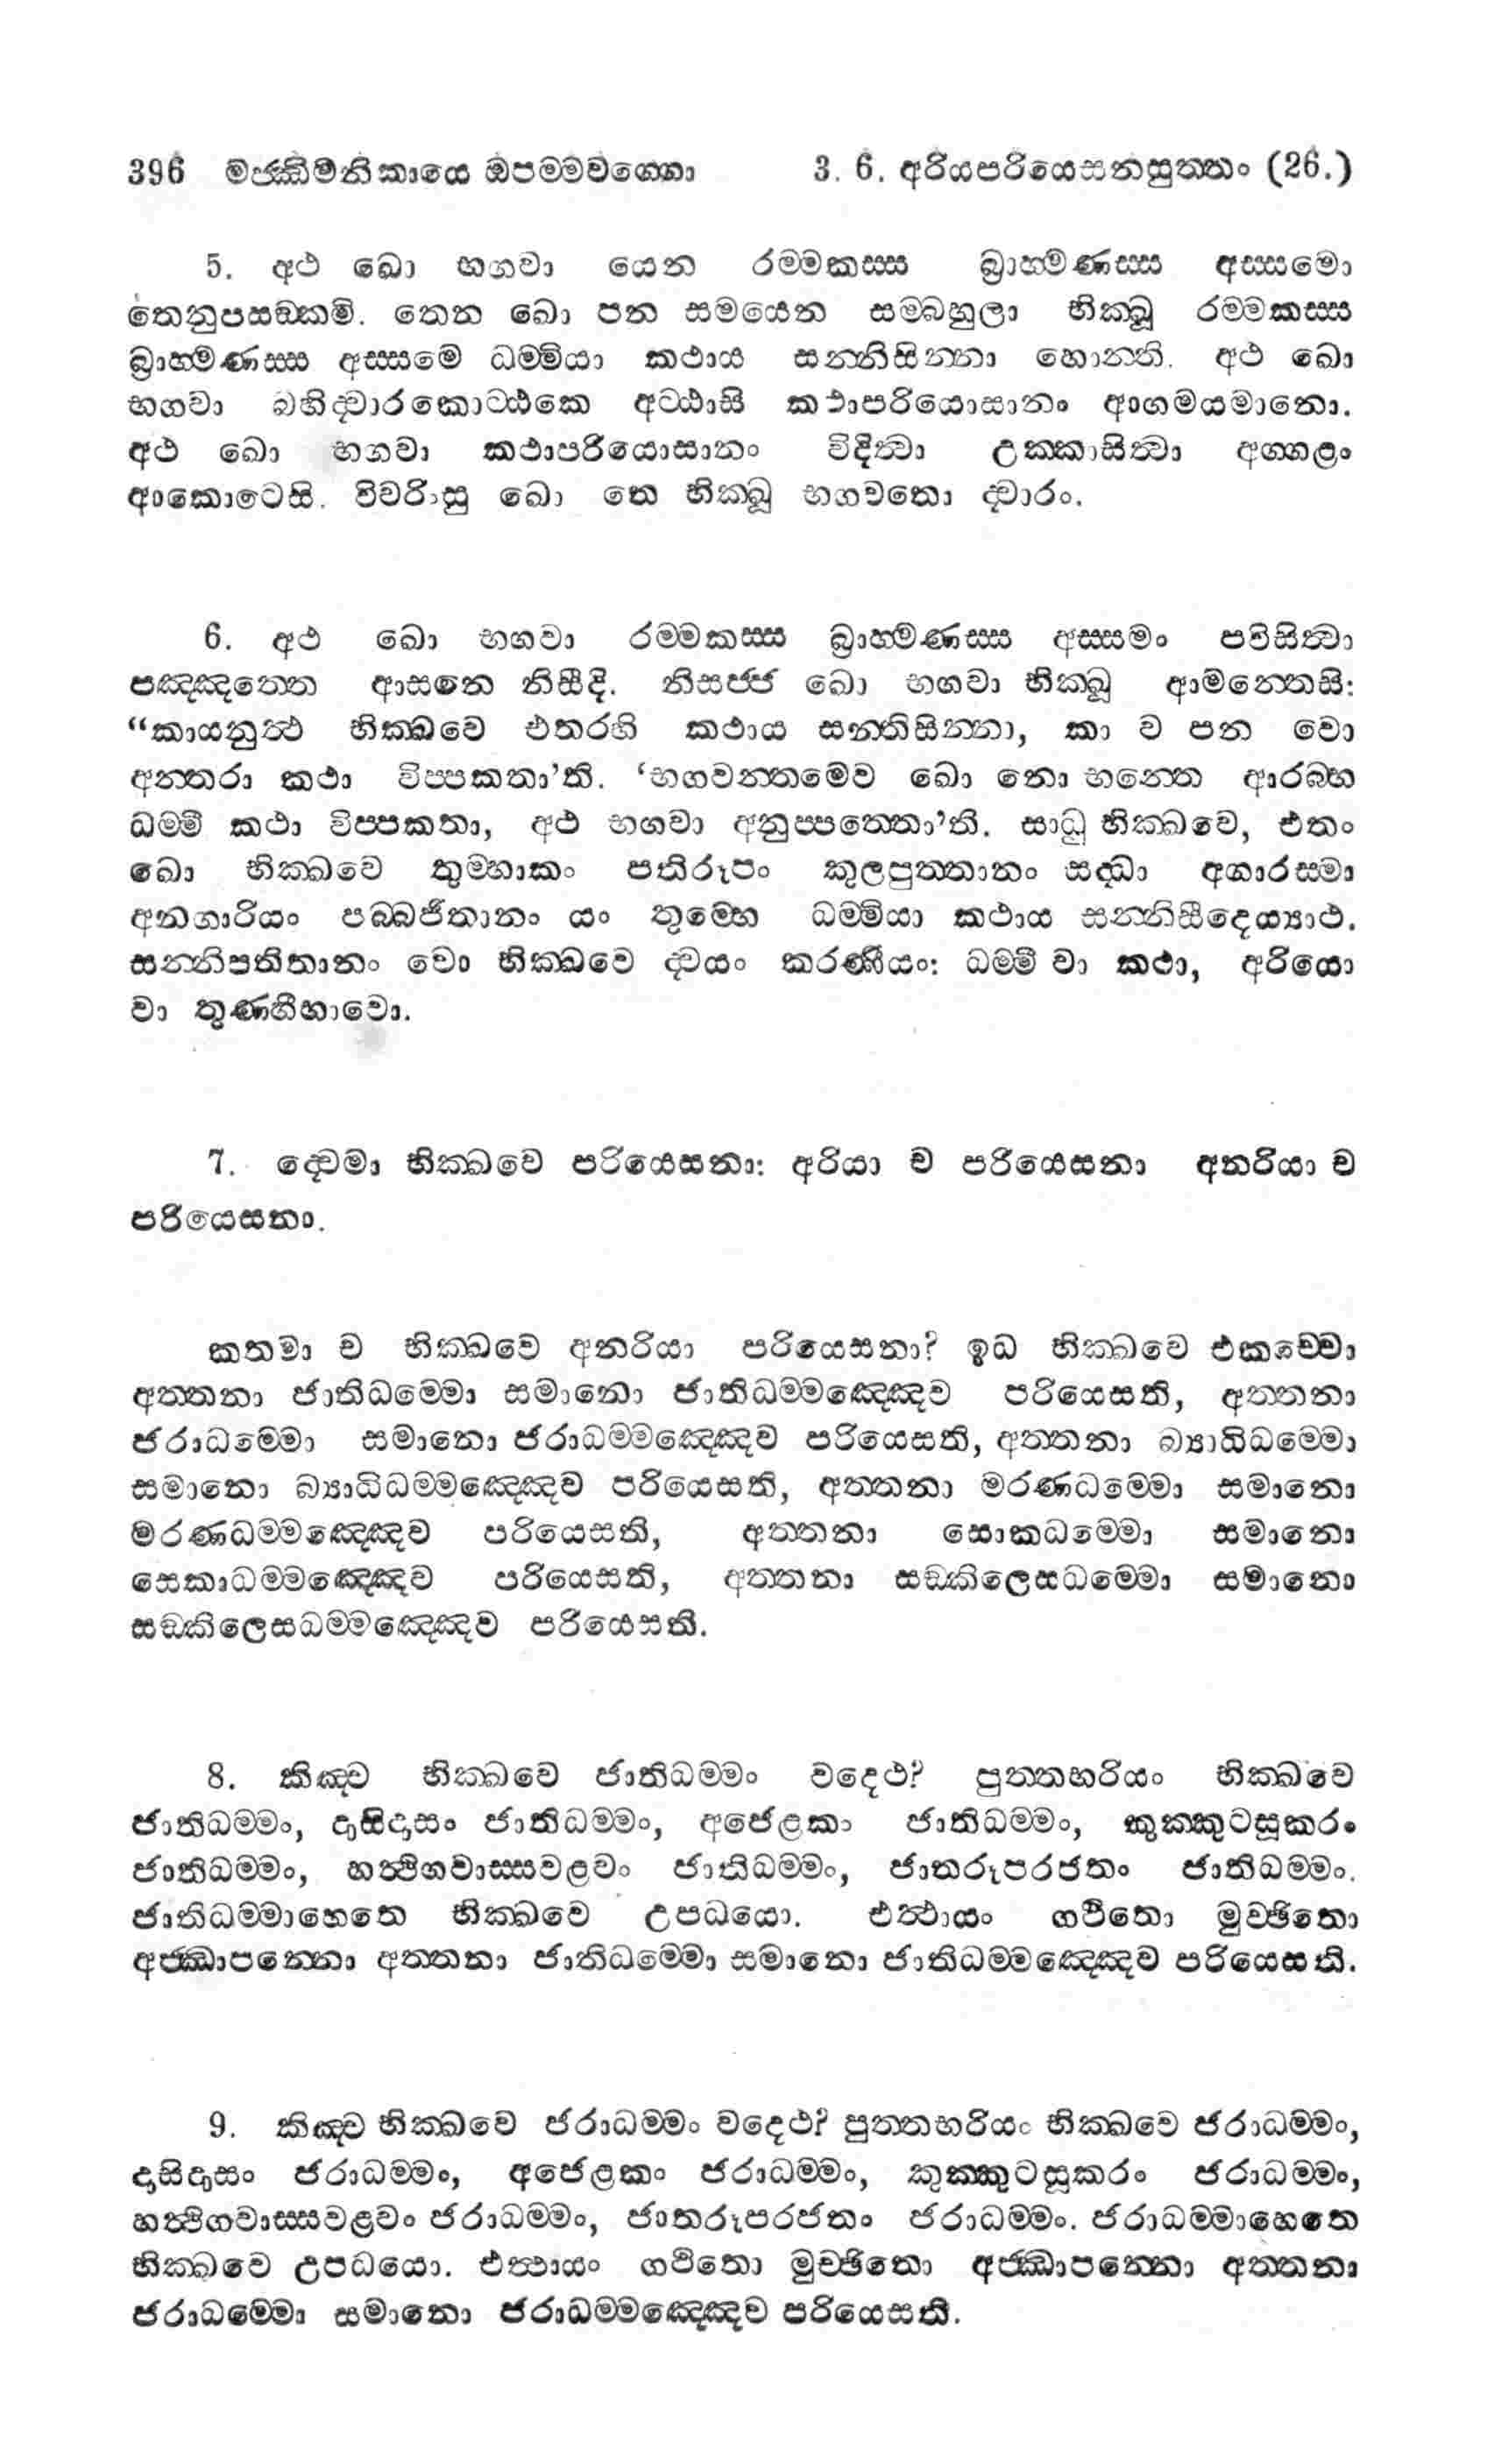 396 මජ්ඣිමනිකායෙ ඔපම්මවග්ගො 3. 6. අරියපරියෙසනසුත්තං (26.)
5. අථ ඛො භගවා යෙන රම්මකස්ස බ්‍රාහ්මණස්ස අස්සමො
තෙනුපසඞ්කමි. තෙන ඛො පන සමයෙන සම්බහුලා භික්ඛූ රම්මකස්ස
බ්‍රාහ්මණස්ස අස්සමෙ ධම්මියා කථාය සන්නිසින්නා හොන්ති. අථ ඛො
භගවා බහිද්වාරකොට්ඨකෙ අට්ඨාසි කථාපරියොසානං ආගමයමානො.
අථ ඛො භගවා කථාපරියොසානං විදිත්වා උක්කාසිත්වා අග්ගළං
ආකොටෙසි. විවරිංසු ඛො තෙ භික්ඛූ භගවතො ද්වාරං.
6. අථ ඛො භගවා රම්මකස්ස බ්‍රාහ්මණස්ස අස්සමං පවිසිත්වා
පඤ්ඤත්තෙ ආසනෙ නිසීදි. නිසජ්ජ ඛො භගවා භික්ඛූ ආමන්තෙසි:
“කායනුත්ථ භික්ඛවෙ එතරහි කථාය සන්නිසින්නා, කා ච පන වො
අන්තරා කථා විප්පකතා’ති. ‘භගවන්තමෙව ඛො නො භන්තෙ ආරබ්භ
ධම්මී කථා විප්පකතා, අථ භගවා අනුප්පත්තො’ති. සාධු භික්ඛවෙ, එතං
ඛො භික්ඛවෙ තුම්හාකං පතිරූපං කුලපුත්තානං සද්ධා අගාරස්මා
අනගාරියං පබ්බජිතානං යං තුම්හෙ ධම්මියා කථාය සන්නිසීදෙය්‍යාථ.
සන්නිපතිතානං වො භික්ඛවෙ ද්වයං කරණීයං: ධම්මී වා කථා, අරියො
වා තුණ්හීභාවො.
7. ද්වෙමා භික්ඛවෙ පරියෙසනා: අරියා ච පරියෙසනා අනරියා ච
පරියෙසනා.
කතමා ච භික්ඛවෙ අනරියා පරියෙසනා? ඉධ භික්ඛවෙ එකච්චො
අත්තනා ජාතිධම්මො සමානො ජාතිධම්මඤ්ඤෙව පරියෙසති, අත්තනා
ජරාධම්මො සමානො ජරාධම්මඤ්ඤෙව පරියෙසති, අත්තනා බ්‍යාධිධම්මො
සමානො බ්‍යාධිධම්මඤ්ඤෙව පරියෙසති, අත්තනා මරණධම්මො සමානො
මරණධම්මඤ්ඤෙව පරියෙසති, අත්තනා සොකධම්මො සමානො
සෙකාධම්මඤ්ඤෙව පරියෙසති, අත්තනා සඞ්කිලෙසධම්මො සමානො
සඞ්කිලෙසධම්මඤ්ඤෙව පරියෙසති.
8. කිඤ්ච භික්ඛවෙ ජාතිධම්මං වදෙථ? පුත්තභරියං භික්ඛවෙ
ජාතිධම්මං, දාසිදාසං ජාතිධම්මං, අජෙළකා ජාතිධම්මං, කුක්කුටසූකරං
ජාතිධම්මං, හත්ථිගවාස්සවළවං ජාතිධම්මං, ජාතරූපරජතං ජාතිධම්මං.
ජාතිධම්මාහෙතෙ භික්ඛවෙ උපධයො. එත්ථායං ගථිතො මුච්ඡිතො
අජ්ඣාපන්නො අත්තනා ජාතිධම්මො සමානො ජාතිධම්මඤ්ඤෙව පරියෙසති.
9. කිඤ්ච භික්ඛවෙ ජරාධම්මං වදෙථ? පුත්තභරියං භික්ඛවෙ ජරාධම්මං,
දාසිදාසං ජරාධම්මං, අජෙළකං ජරාධම්මං, කුක්කුටසූකරං ජරාධම්මං,
හත්ථිගවාස්සවළවං ජරාධම්මං, ජාතරූපරජතං ජරාධම්මං. ජරාධම්මාහෙතෙ
භික්ඛවෙ උපධයො. එත්ථායං ගථිතො මුච්ඡිතො අජ්ඣාපන්නො අත්තනා
ජරාධම්මො සමානො ජරාධම්මඤ්ඤෙව පරියෙසති.